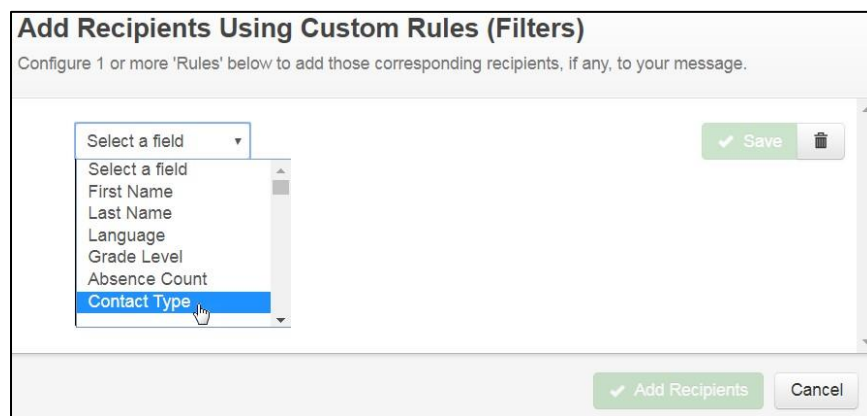 Add Recipients Using Custom Rules (Filters)
Configure 1 or more 'Rules' below to add those corresponding recipients, if any, to your message.
Select a field
Save
Select a field
First Name
Last Name
Language
Grade Level
Absence Count
Contact Type
Add Recipients
Cancel